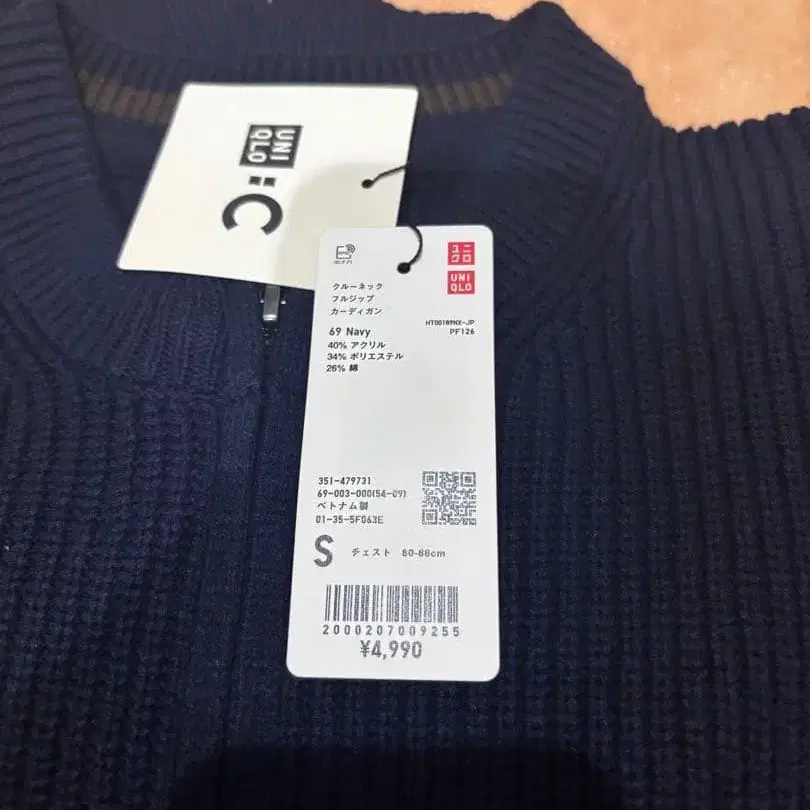 UNI
QLO
: C
ユニ
クロ
UNI
QLO
クルーネック
フルジップ
カーディガン
HT00189NX-JP
69 Navy
PF126
40% アクリル
34% ポリエステル
26% 綿
351-479731
69-003-000(54-09)
ベトナム製
01-35-5F063E
S チェスト 80-88cm
2000207009255
¥4,990